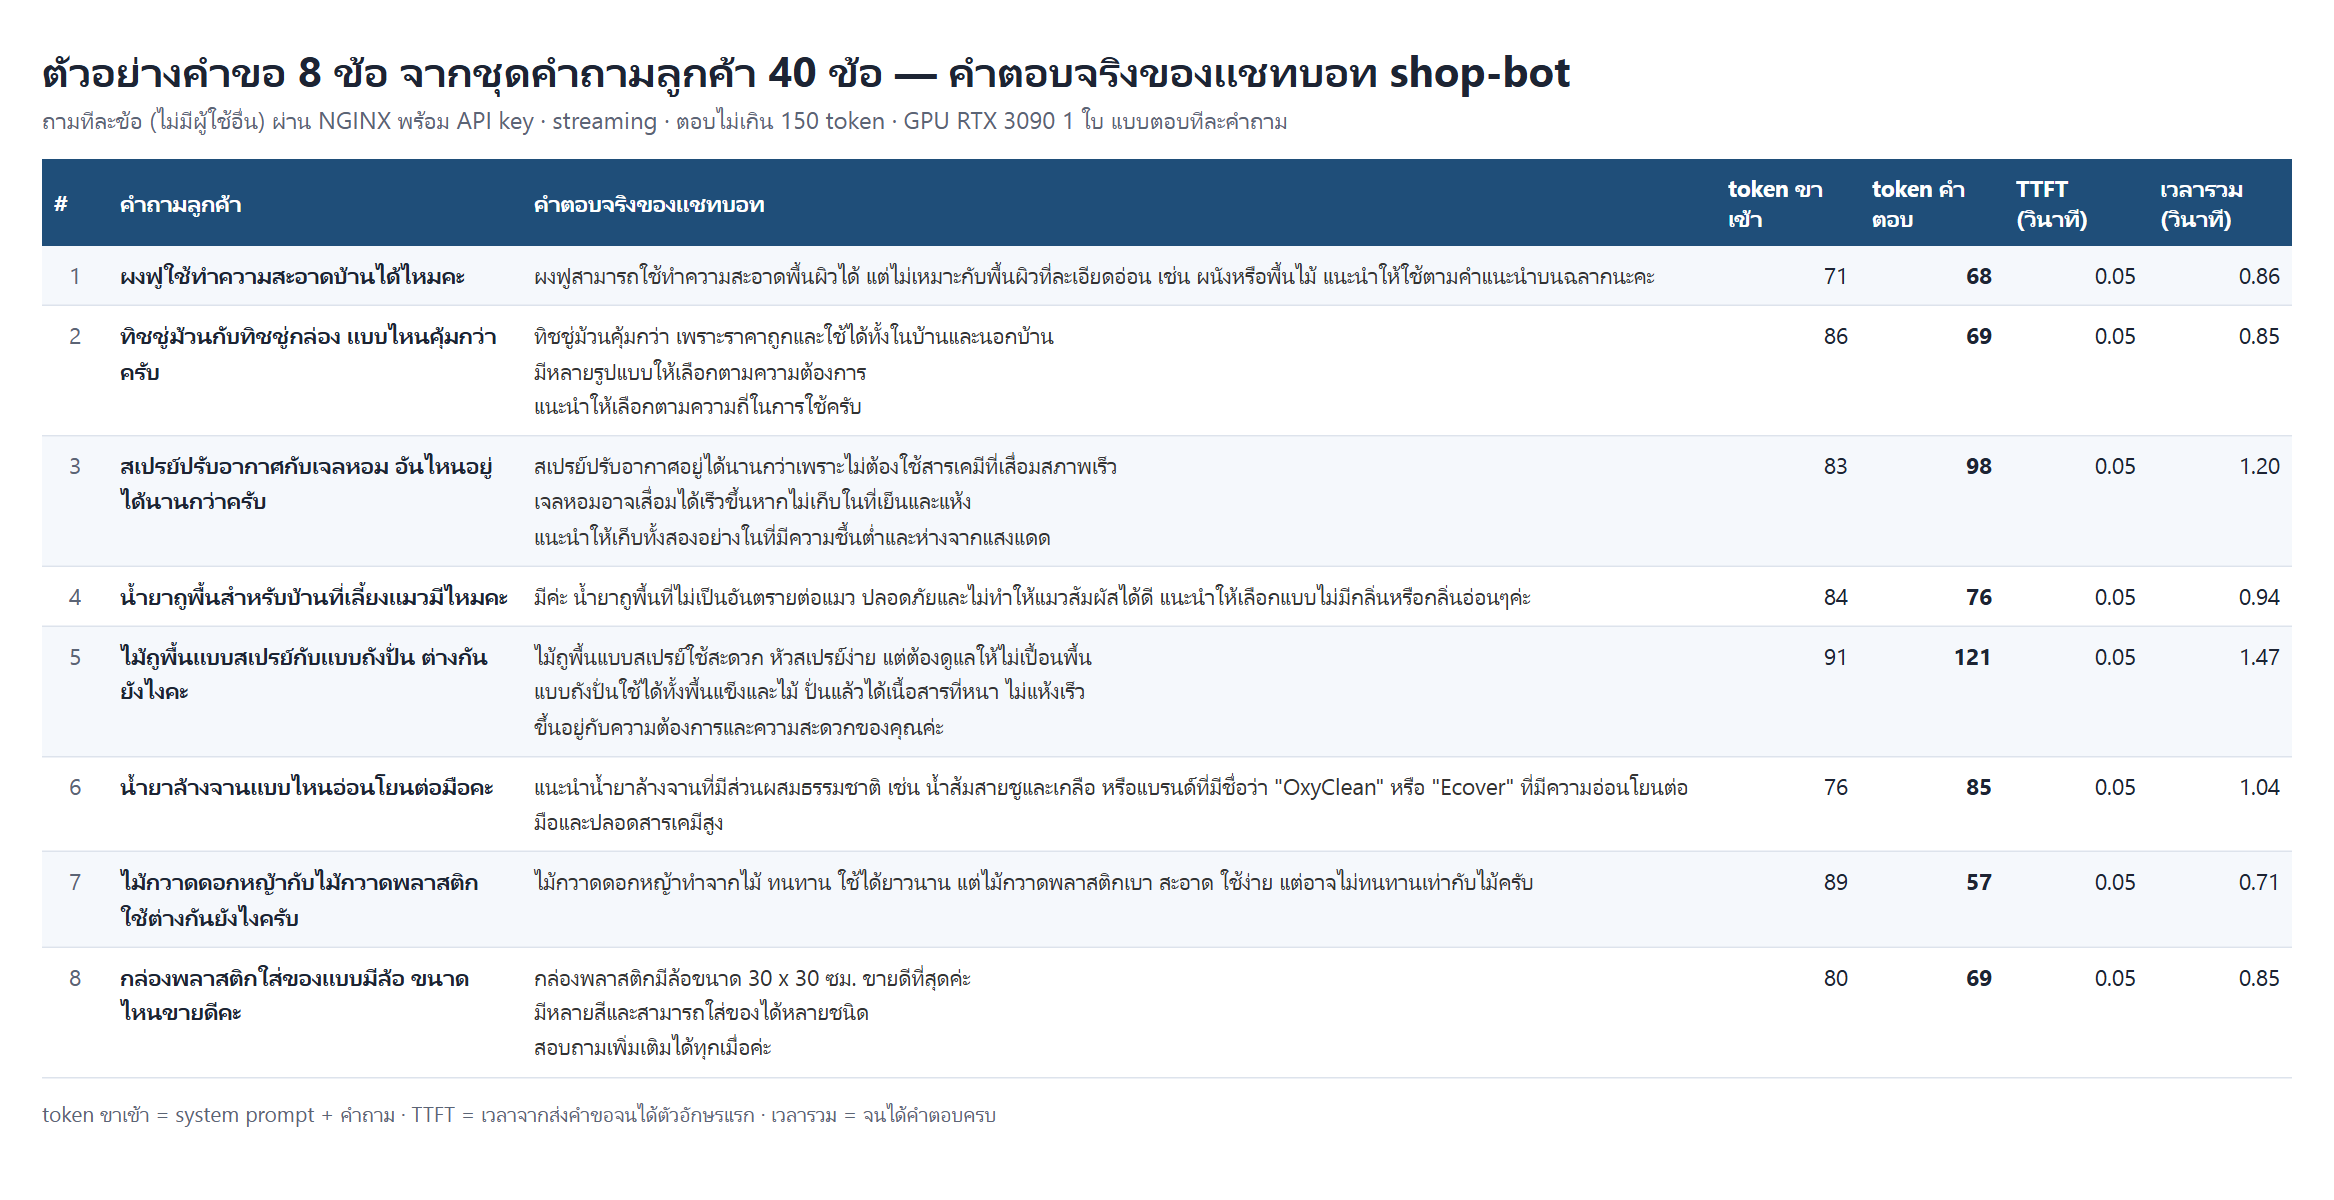 ตัวอย่างคำขอ 8 ข้อ จากชุดคำถามลูกค้า 40 ข้อ — คำตอบจริงของแชทบอท shop-bot
ถามทีละข้อ (ไม่มีผู้ใช้อื่น) ผ่าน NGINX พร้อม API key · streaming · ตอบไม่เกิน 150 token · GPU RTX 3090 1 ใบ แบบตอบทีละคำถาม
# คำถามลูกค้า คำตอบจริงของแชทบอท token ขาเข้า token คำตอบ TTFT (วินาที) เวลารวม (วินาที)
1 ผงฟูใช้ทำความสะอาดบ้านได้ไหมคะ ผงฟูสามารถใช้ทำความสะอาดพื้นผิวได้ แต่ไม่เหมาะกับพื้นผิวที่ละเอียดอ่อน เช่น ผนังหรือพื้นไม้ แนะนำให้ใช้ตามคำแนะนำบนฉลากนะคะ 71 68 0.05 0.86
2 ทิชชู่ม้วนกับทิชชู่กล่อง แบบไหนคุ้มกว่า ทิชชู่ม้วนคุ้มกว่า เพราะราคาถูกและใช้ได้ทั้งในบ้านและนอกบ้าน 86 69 0.05 0.85
ครับ มีหลายรูปแบบให้เลือกตามความต้องการ
แนะนำให้เลือกตามความถี่ในการใช้ครับ
3 สเปรย์ปรับอากาศกับเจลหอม อันไหนอยู่ สเปรย์ปรับอากาศอยู่ได้นานกว่าเพราะไม่ต้องใช้สารเคมีที่เสื่อมสภาพเร็ว 83 98 0.05 1.20
ได้นานกว่าครับ เจลหอมอาจเสื่อมได้เร็วขึ้นหากไม่เก็บในที่เย็นและแห้ง
แนะนำให้เก็บทั้งสองอย่างในที่มีความชื้นต่ำและห่างจากแสงแดด
4 น้ำยาถูพื้นสำหรับบ้านที่เลี้ยงแมวมีไหมคะ มีค่ะ น้ำยาถูพื้นที่ไม่เป็นอันตรายต่อแมว ปลอดภัยและไม่ทำให้แมวสัมผัสได้ดี แนะนำให้เลือกแบบไม่มีกลิ่นหรือกลิ่นอ่อนๆค่ะ 84 76 0.05 0.94
5 ไม้ถูพื้นแบบสเปรย์กับแบบถังปั่น ต่างกัน ไม้ถูพื้นแบบสเปรย์ใช้สะดวก หัวสเปรย์ง่าย แต่ต้องดูแลให้ไม่เปื้อนพื้น 91 121 0.05 1.47
ยังไงคะ แบบถังปั่นใช้ได้ทั้งพื้นแข็งและไม้ ปั่นแล้วได้เนื้อสารที่หนา ไม่แห้งเร็ว
ขึ้นอยู่กับความต้องการและความสะดวกของคุณค่ะ
6 น้ำยาล้างจานแบบไหนอ่อนโยนต่อมือคะ แนะนำน้ำยาล้างจานที่มีส่วนผสมธรรมชาติ เช่น น้ำส้มสายชูและเกลือ หรือแบรนด์ที่มีชื่อว่า "OxyClean" หรือ "Ecover" ที่มีความอ่อนโยนต่อ 76 85 0.05 1.04
มือและปลอดสารเคมีสูง
7 ไม้กวาดดอกหญ้ากับไม้กวาดพลาสติก ไม้กวาดดอกหญ้าทำจากไม้ ทนทาน ใช้ได้ยาวนาน แต่ไม้กวาดพลาสติกเบา สะอาด ใช้ง่าย แต่อาจไม่ทนทานเท่ากับไม้ครับ 89 57 0.05 0.71
ใช้ต่างกันยังไงครับ
8 กล่องพลาสติกใส่ของแบบมีล้อ ขนาด กล่องพลาสติกมีล้อขนาด 30 x 30 ซม. ขายดีที่สุดค่ะ 80 69 0.05 0.85
ไหนขายดีคะ มีหลายสีและสามารถใส่ของได้หลายชนิด
สอบถามเพิ่มเติมได้ทุกเมื่อค่ะ
token ขาเข้า = system prompt + คำถาม · TTFT = เวลาจากส่งคำขอจนได้ตัวอักษรแรก · เวลารวม = จนได้คำตอบครบ